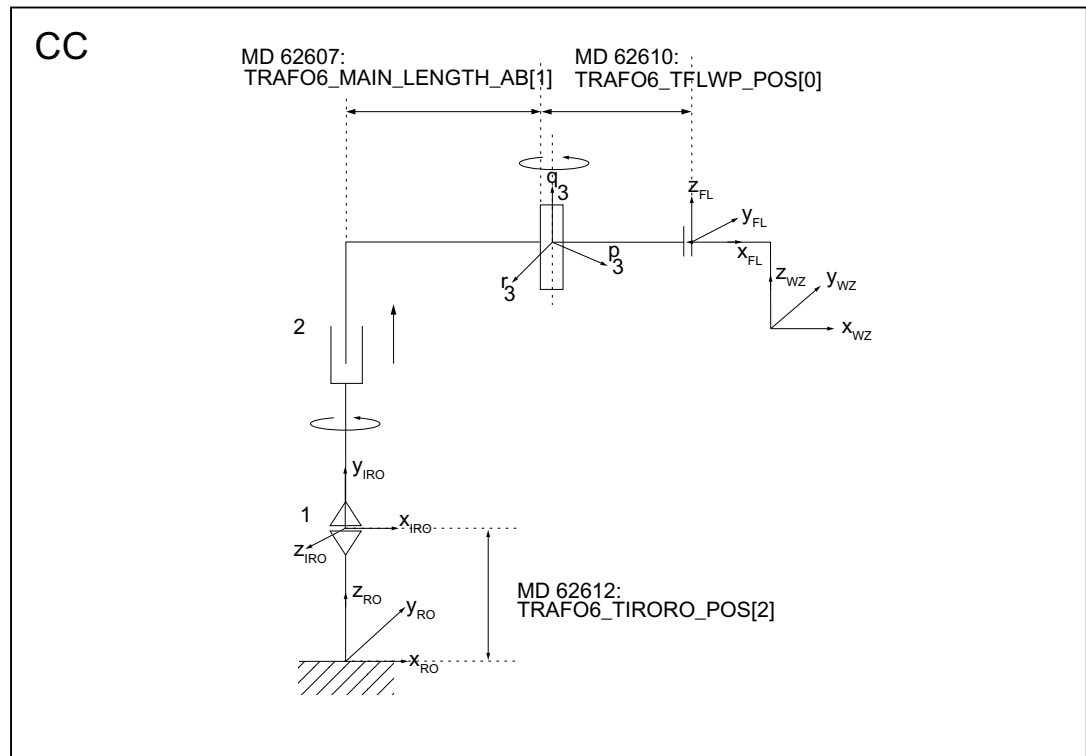 CC
MD 62607:
TRAFO6_MAIN_LENGTH_AB[1]
MD 62610:
TRAFO6_TFLWP_POS[0]
q3
zFL
yFL
xFL
p3
r3
zWZ
yWZ
xWZ
2
yIRO
1
xIRO
zIRO
MD 62612:
TRAFO6_TIRORO_POS[2]
zRO
yRO
xRO